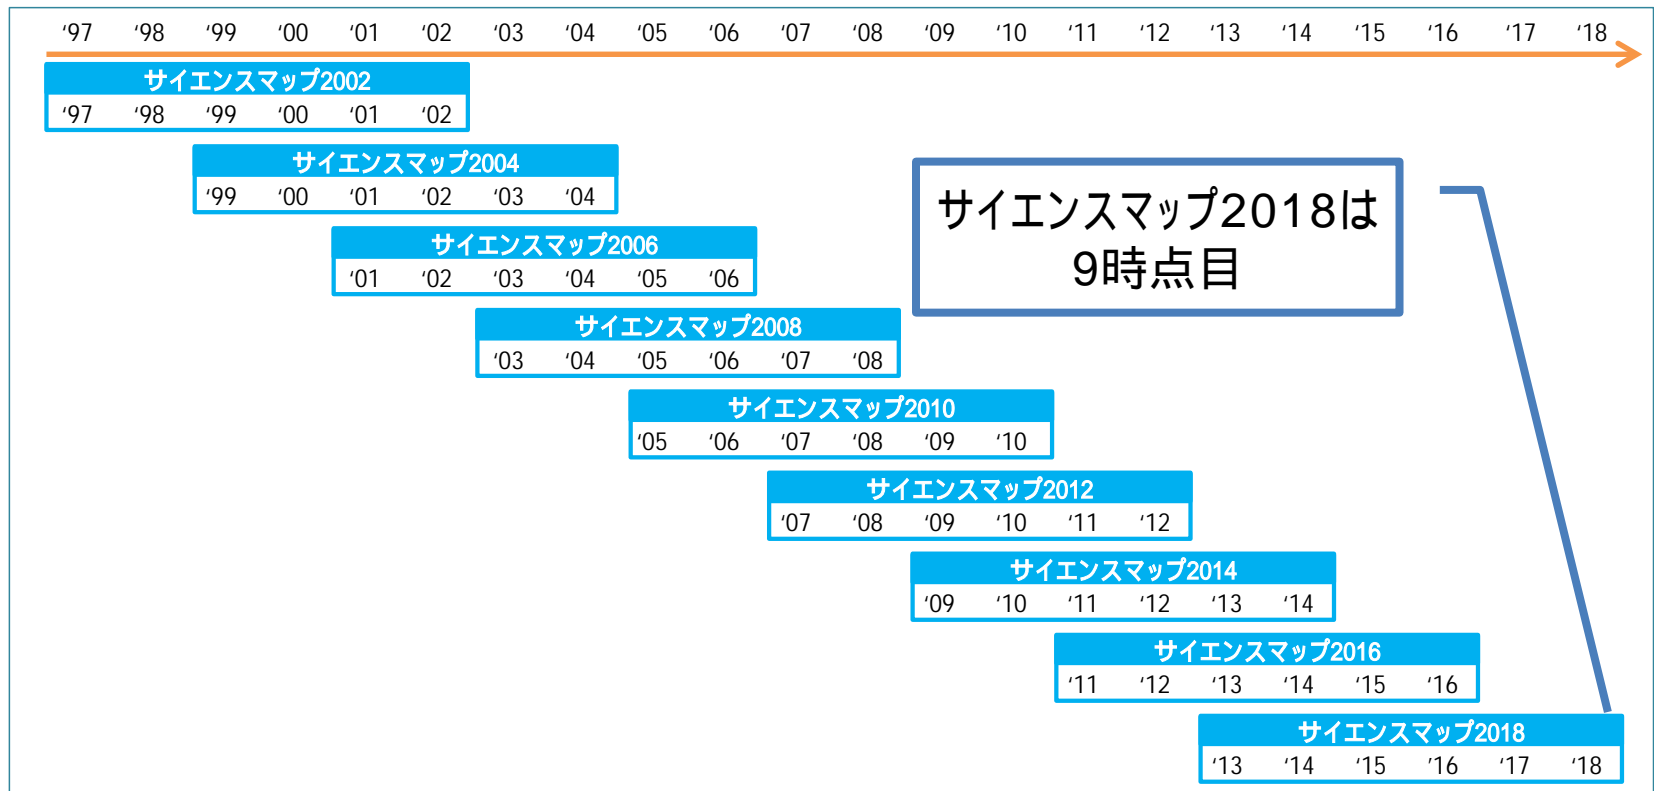 ‘97 ‘98 ‘99 ‘00 ‘01 ‘02 ‘03 ‘04 ‘05 ‘06 ‘07 ‘08 ‘09 ‘10 ‘11 ‘12 ‘13 ‘14 ‘15 ‘16 ‘17 ‘18
サイエンスマップ2002
‘97 ‘98 ‘99 ‘00 ‘01 ‘02
サイエンスマップ2004
‘99 ‘00 ‘01 ‘02 ‘03 ‘04
サイエンスマップ2018は
9時点目
サイエンスマップ2006
‘01 ‘02 ‘03 ‘04 ‘05 ‘06
サイエンスマップ2008
‘03 ‘04 ‘05 ‘06 ‘07 ‘08
サイエンスマップ2010
‘05 ‘06 ‘07 ‘08 ‘09 ‘10
サイエンスマップ2012
‘07 ‘08 ‘09 ‘10 ‘11 ‘12
サイエンスマップ2014
‘09 ‘10 ‘11 ‘12 ‘13 ‘14
サイエンスマップ2016
‘11 ‘12 ‘13 ‘14 ‘15 ‘16
サイエンスマップ2018
‘13 ‘14 ‘15 ’16 ‘17 ‘18